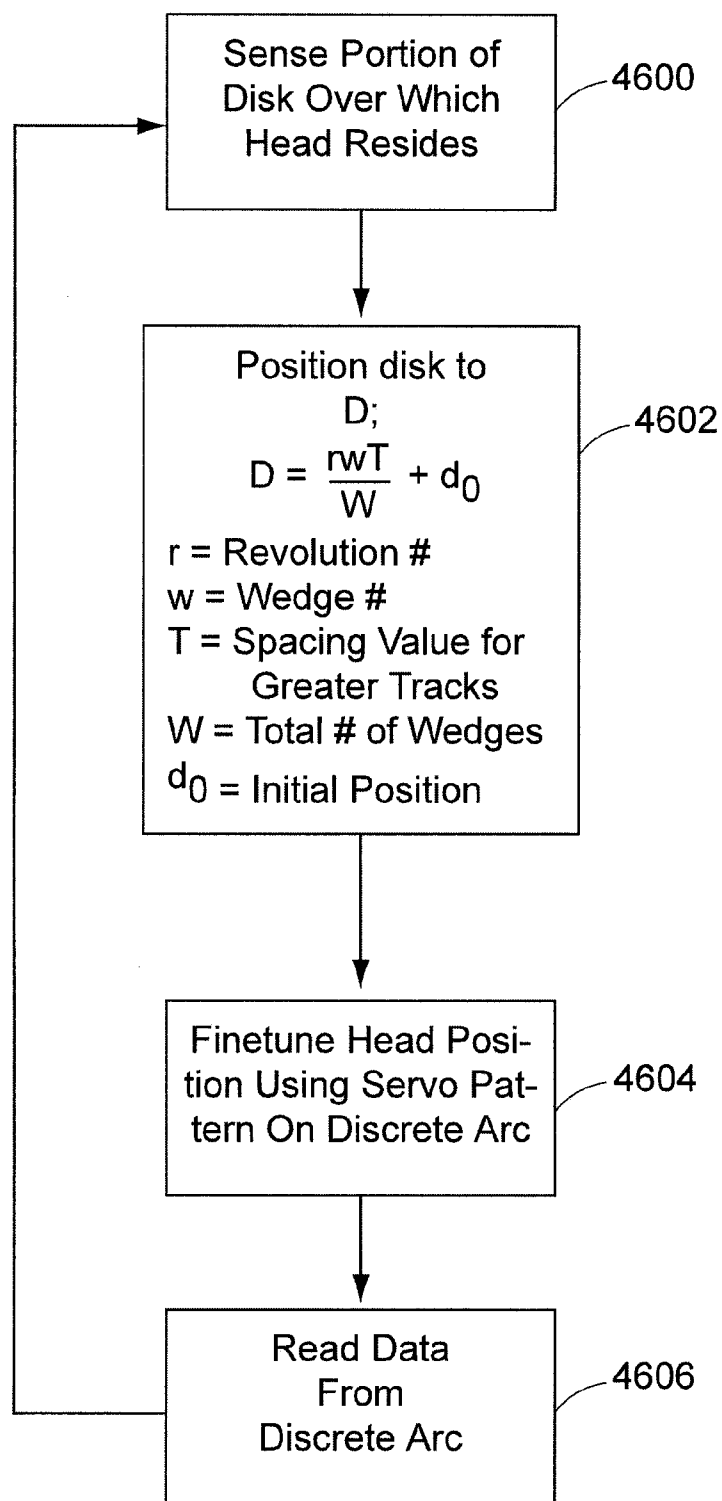 Sense Portion of
Disk Over Which
Head Resides
4600
Position disk to
D;
D = rwT/W + d0
4602
r = Revolution #
w = Wedge #
T = Spacing Value for
Greater Tracks
W = Total # of Wedges
d0 = Initial Position
Finetune Head Posi-
tion Using Servo Pat-
tern On Discrete Arc
4604
Read Data
From
Discrete Arc
4606